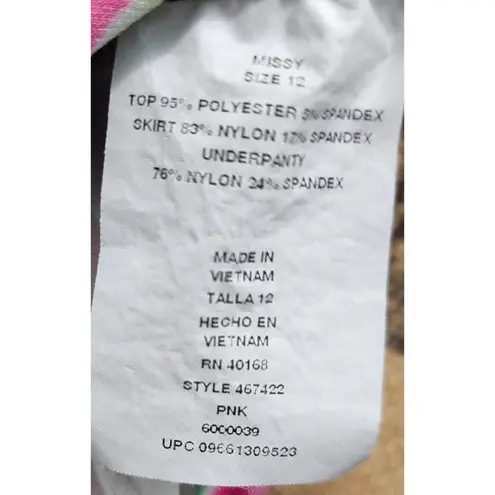 MISSY
SIZE 12
TOP 95% POLYESTER 5% SPANDEX
SKIRT 83% NYLON 17% SPANDEX
UNDERPANTY
76% NYLON 24% SPANDEX
MADE IN
VIETNAM
TALLA 12
HECHO EN
VIETNAM
RN 40168
STYLE 467422
PNK
6000039
UPC 09661309523